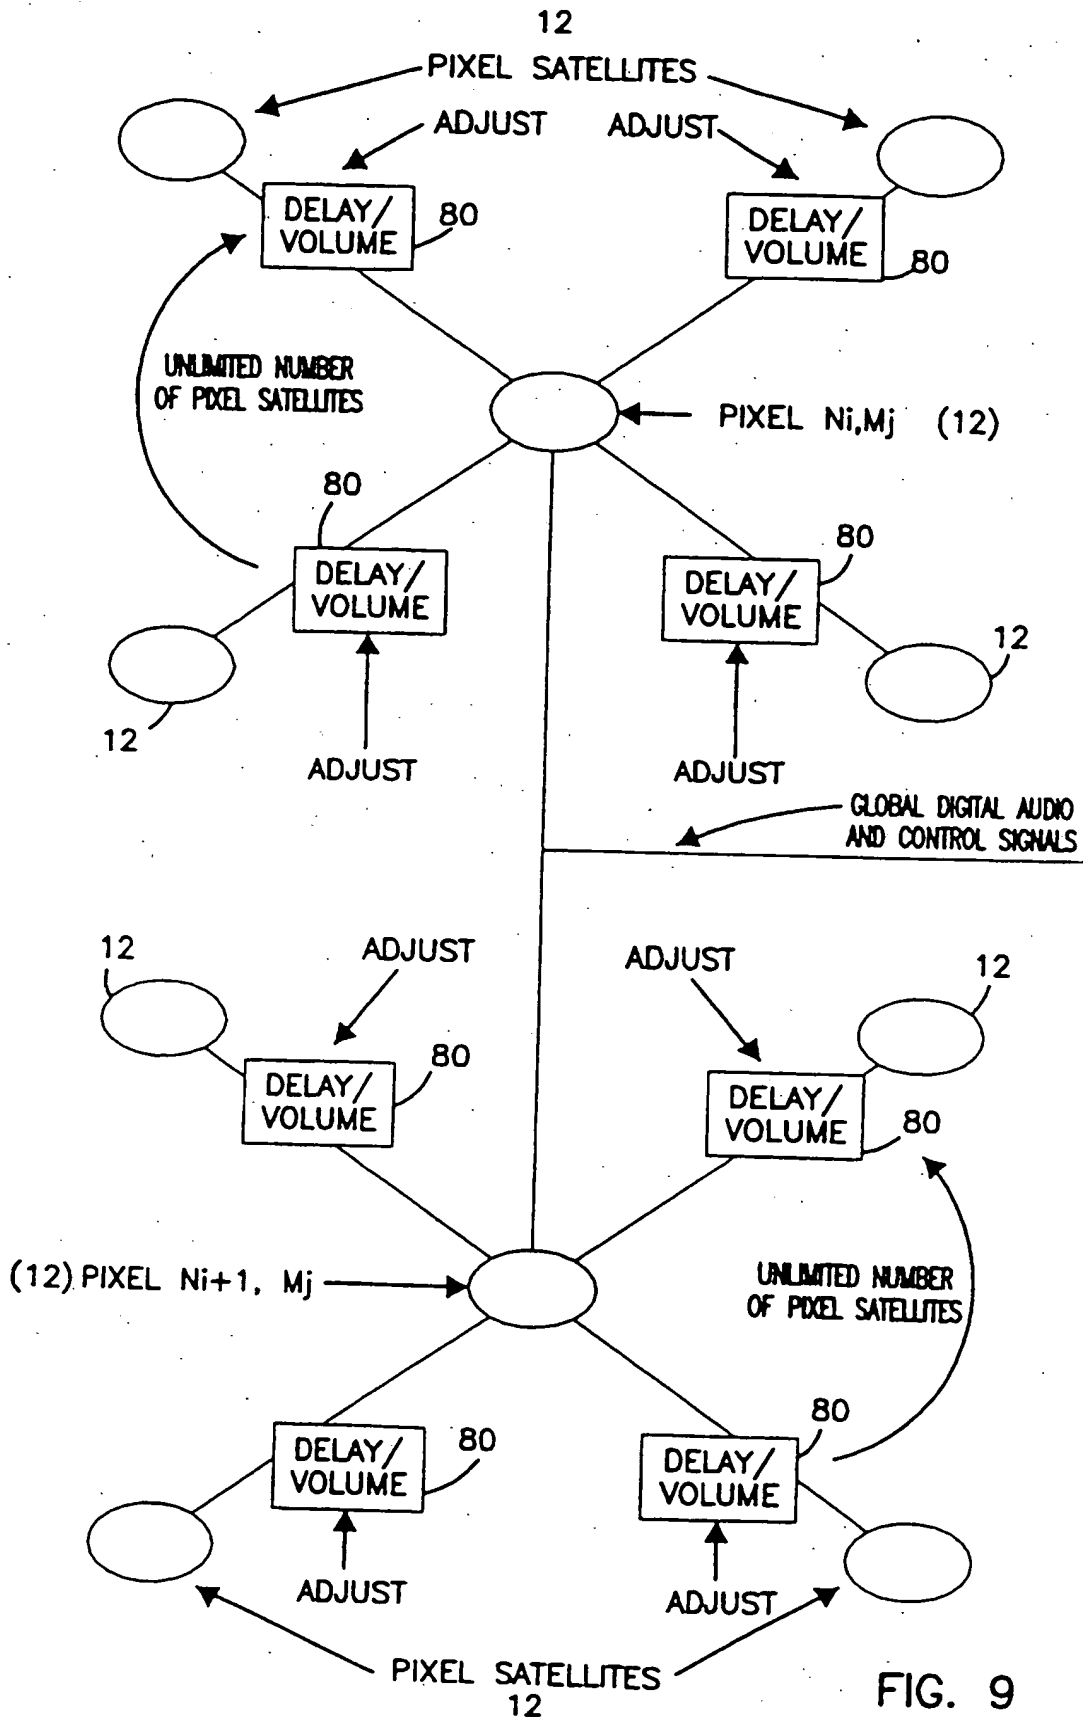 12
PIXEL SATELLITES
ADJUST
ADJUST
DELAY/
VOLUME
80
DELAY/
VOLUME
80
UNLIMITED NUMBER
OF PIXEL SATELLITES
PIXEL Ni,Mj (12)
80
DELAY/
VOLUME
80
DELAY/
VOLUME
12
12
ADJUST
ADJUST
GLOBAL DIGITAL AUDIO
AND CONTROL SIGNALS
12
ADJUST
ADJUST
12
DELAY/
VOLUME
80
DELAY/
VOLUME
80
(12) PIXEL Ni+1, Mj
UNLIMITED NUMBER
OF PIXEL SATELLITES
DELAY/
VOLUME
80
DELAY/
VOLUME
80
ADJUST
ADJUST
PIXEL SATELLITES
12
FIG. 9